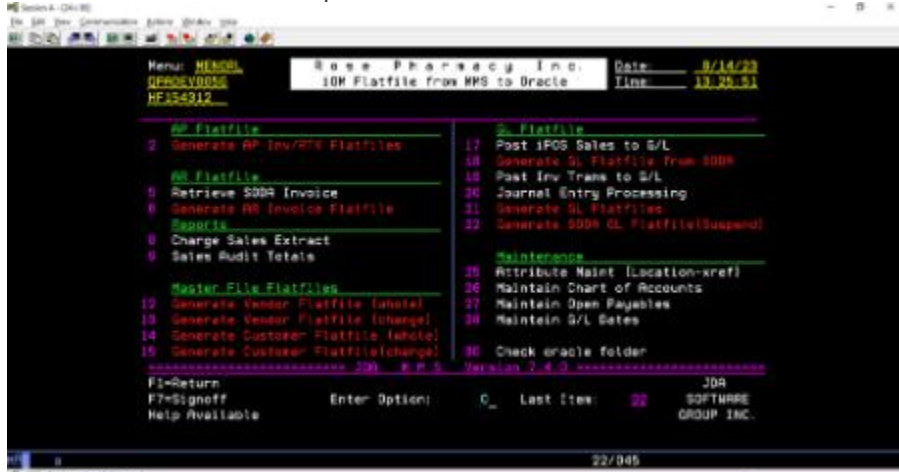 Session A - [24 x 80]
File Edit View Communication Actions Window Help
Menu: MENORL
Rose Pharmacy Inc.
Date: 8/14/23
QPADEV005G
iOM Flatfile from MMS to Oracle
Time: 13:25:51
HF154312
AP Flatfile
2 Generate AP Inv/RTV Flatfiles
AR Flatfile
5 Retrieve SODA Invoice
6 Generate AR Invoice Flatfile
Reports
8 Charge Sales Extract
9 Sales Audit Totals
Master File Flatfiles
12 Generate Vendor Flatfile (whole)
13 Generate Vendor Flatfile (change)
14 Generate Customer Flatfile (whole)
15 Generate Customer Flatfile(change)
GL Flatfile
17 Post iPOS Sales to G/L
18 Generate GL Flatfile from SODA
19 Post Inv Trans to G/L
20 Journal Entry Processing
21 Generate GL Flatfiles
22 Generate SODA GL Flatfile(Suspend)
Maintenance
25 Attribute Maint (Location-xref)
26 Maintain Chart of Accounts
27 Maintain Open Payables
28 Maintain G/L Dates
30 Check oracle folder
JDA M M S Version 7.4.0
F1=Return
JDA
F7=Signoff
Enter Option: 0_
Last Item: 32
SOFTWARE
Help Available
GROUP INC.
22/045